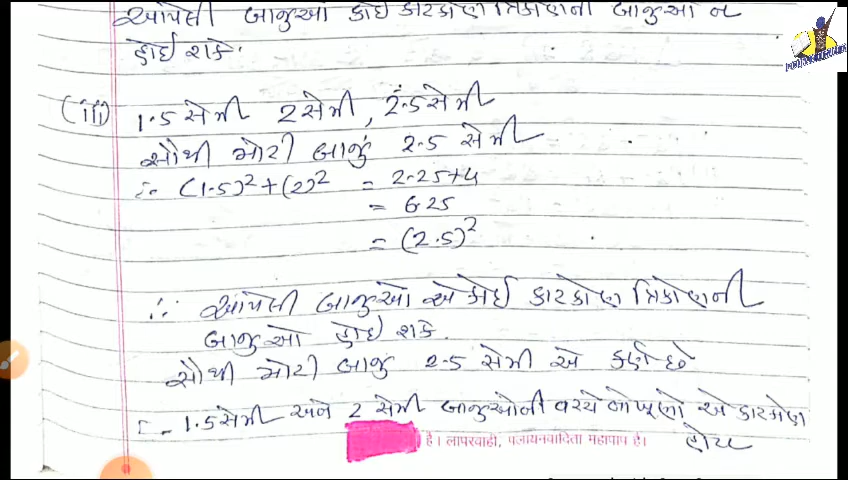 આપેલી બાજુઓ કોઈ કાટકોણ ત્રિકોણની બાજુઓ ન
હોઈ શકે.
(iii) 1.5 સેમી 2 સેમી, 2.5 સેમી
સૌથી મોટી બાજુ 2.5 સેમી
∴ (1.5)² + (2)² = 2.25+4
= 6.25
= (2.5)²
∴ આપેલી બાજુઓ એ કોઈ કાટકોણ ત્રિકોણની
બાજુઓ હોઈ શકે.
સૌથી મોટી બાજુ 2.5 સેમી એ કર્ણ છે
∴ 1.5 સેમી અને 2 સેમી બાજુઓની વચ્ચેનો ખૂણો એ કાટકોણ
હોય
है। लापरवाही, पलायनवादिता महापाप है।